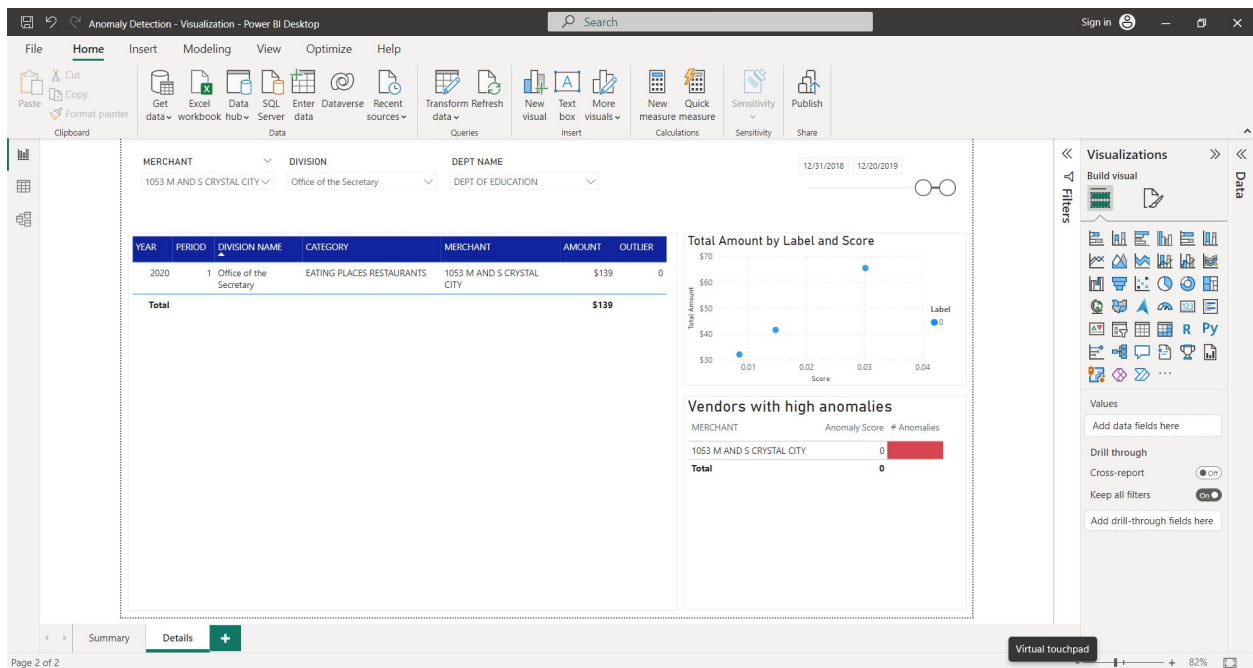 Anomaly Detection - Visualization - Power BI Desktop
Search
Sign in
File Home Insert Modeling View Optimize Help
Paste
Cut
Copy
Format painter
Clipboard
Get data
Excel workbook
Data hub
SQL Server
Enter data
Dataverse
Recent sources
Data
Transform data
Refresh
Queries
New visual
Text box
More visuals
Insert
New measure
Quick measure
Calculations
Sensitivity
Sensitivity
Publish
Share
MERCHANT
1053 M AND S CRYSTAL CITY
DIVISION
Office of the Secretary
DEPT NAME
DEPT OF EDUCATION
12/31/2018 12/20/2019
YEAR PERIOD DIVISION NAME CATEGORY MERCHANT AMOUNT OUTLIER
2020 1 Office of the Secretary EATING PLACES RESTAURANTS 1053 M AND S CRYSTAL CITY $139 0
Total $139
Total Amount by Label and Score
$70
$60
$50
$40
$30
Total Amount
0.01 0.02 0.03 0.04
Score
Label
0
Vendors with high anomalies
MERCHANT Anomaly Score # Anomalies
1053 M AND S CRYSTAL CITY 0
Total 0
Filters
Visualizations
Build visual
123
R Py
Values
Add data fields here
Drill through
Cross-report Off
Keep all filters On
Add drill-through fields here
Data
Summary Details +
Page 2 of 2
Virtual touchpad
82%